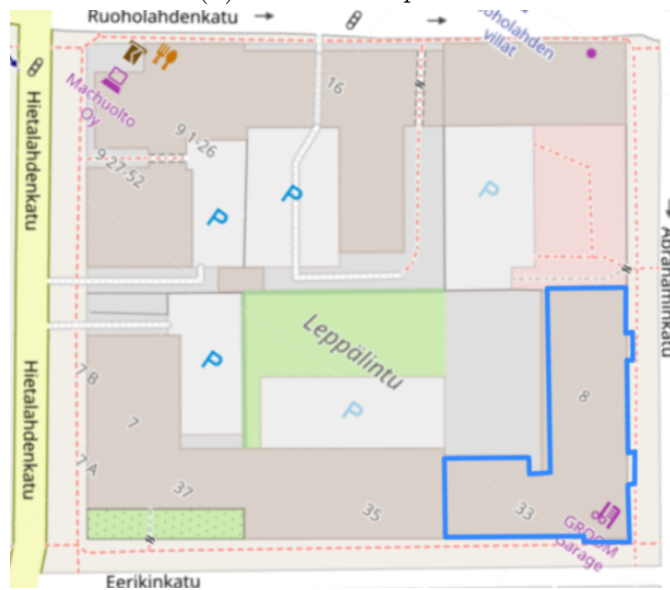 Ruoholahdenkatu
villat
Machuolto
Oy
16
9 1-26
9 27-52
P
P
P
Hietalahdenkatu
Abrahaminkatu
Leppälintu
P
P
8
7 B
7
7 A
Hietalahdenkatu
37
35
33
GROOM
Garage
Eerikinkatu